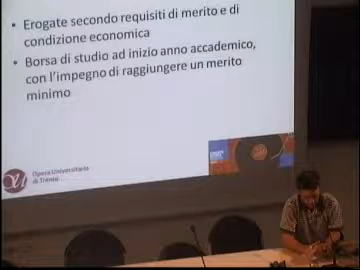 • Erogate secondo requisiti di merito e di
condizione economica
• Borsa di studio ad inizio anno accademico,
con l'impegno di raggiungere un merito
minimo
Opera Universitaria
di Trento